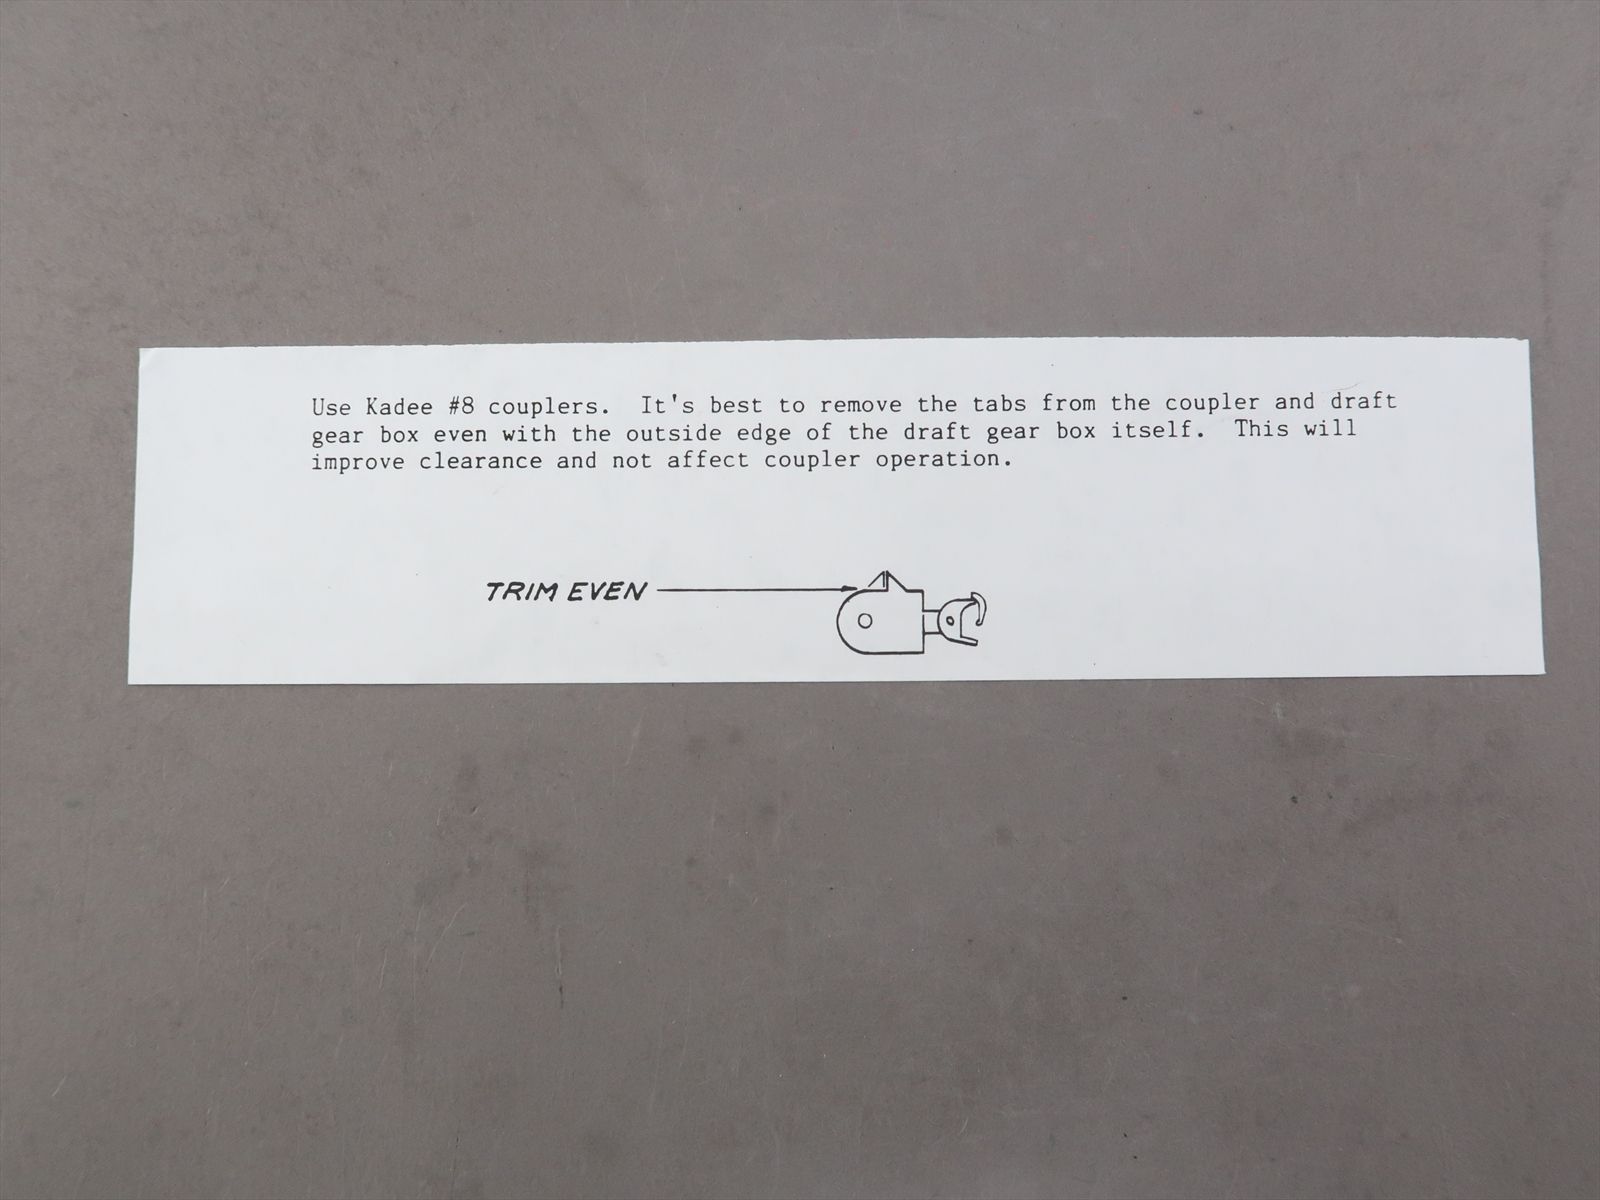 Use Kadee #8 couplers.  It's best to remove the tabs from the coupler and draft
gear box even with the outside edge of the draft gear box itself.  This will
improve clearance and not affect coupler operation.
TRIM EVEN